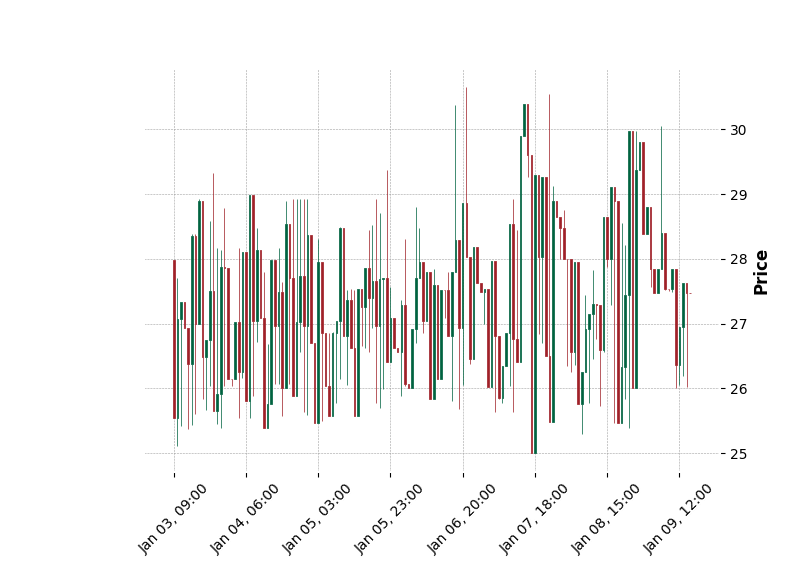 30
29
28
27
26
25
Price
Jan 03, 09:00
Jan 04, 06:00
Jan 05, 03:00
Jan 05, 23:00
Jan 06, 20:00
Jan 07, 18:00
Jan 08, 15:00
Jan 09, 12:00